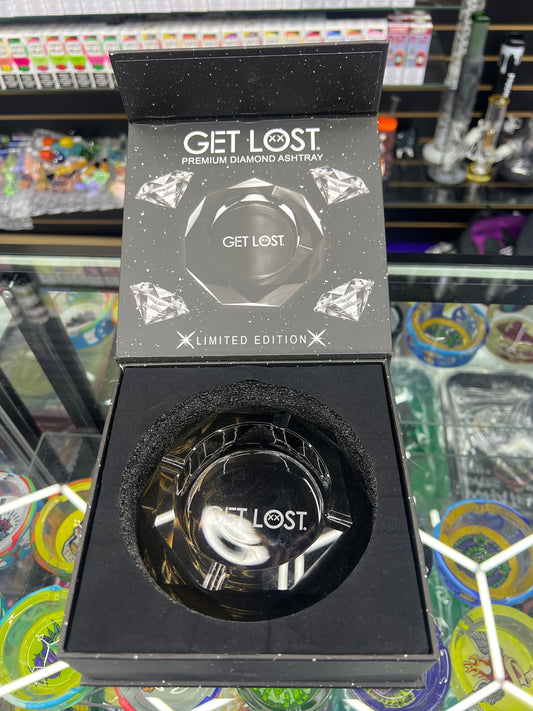 GET LOST®
PREMIUM DIAMOND ASHTRAY
GET LOST.
LIMITED EDITION
GET LOST.